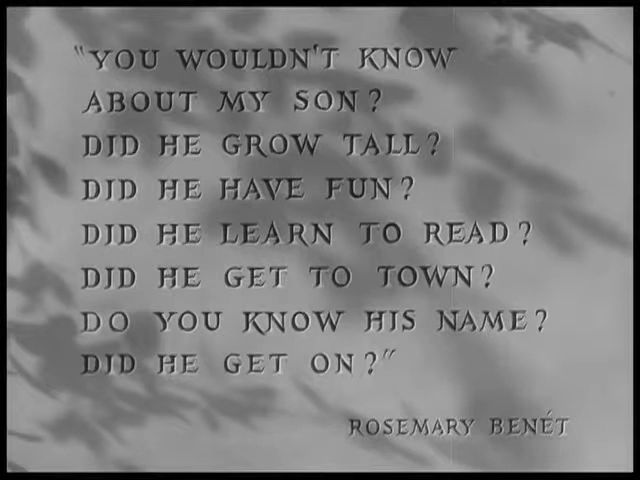 "YOU WOULDN'T KNOW
ABOUT MY SON?
DID HE GROW TALL?
DID HE HAVE FUN?
DID HE LEARN TO READ?
DID HE GET TO TOWN?
DO YOU KNOW HIS NAME?
DID HE GET ON?"
ROSEMARY BENÉT